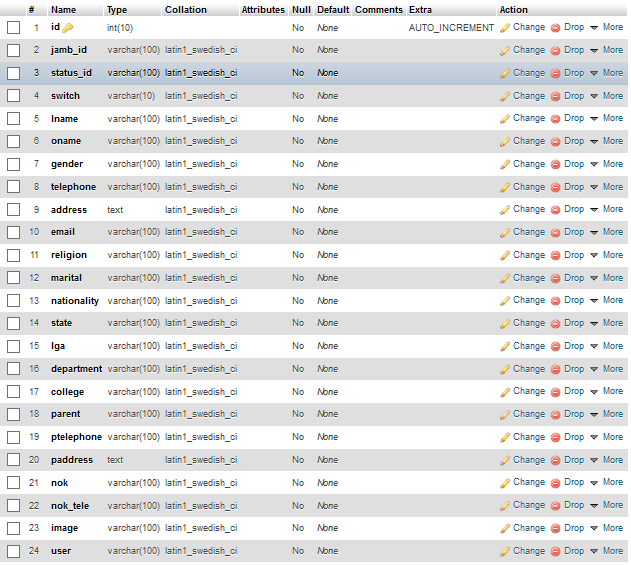 # Name Type Collation Attributes Null Default Comments Extra Action
1 id int(10) No None AUTO_INCREMENT Change Drop More
2 jamb_id varchar(100) latin1_swedish_ci No None Change Drop More
3 status_id varchar(100) latin1_swedish_ci No None Change Drop More
4 switch varchar(10) latin1_swedish_ci No None Change Drop More
5 lname varchar(100) latin1_swedish_ci No None Change Drop More
6 oname varchar(100) latin1_swedish_ci No None Change Drop More
7 gender varchar(100) latin1_swedish_ci No None Change Drop More
8 telephone varchar(100) latin1_swedish_ci No None Change Drop More
9 address text latin1_swedish_ci No None Change Drop More
10 email varchar(100) latin1_swedish_ci No None Change Drop More
11 religion varchar(100) latin1_swedish_ci No None Change Drop More
12 marital varchar(100) latin1_swedish_ci No None Change Drop More
13 nationality varchar(100) latin1_swedish_ci No None Change Drop More
14 state varchar(100) latin1_swedish_ci No None Change Drop More
15 lga varchar(100) latin1_swedish_ci No None Change Drop More
16 department varchar(100) latin1_swedish_ci No None Change Drop More
17 college varchar(100) latin1_swedish_ci No None Change Drop More
18 parent varchar(100) latin1_swedish_ci No None Change Drop More
19 ptelephone varchar(100) latin1_swedish_ci No None Change Drop More
20 paddress text latin1_swedish_ci No None Change Drop More
21 nok varchar(100) latin1_swedish_ci No None Change Drop More
22 nok_tele varchar(100) latin1_swedish_ci No None Change Drop More
23 image varchar(100) latin1_swedish_ci No None Change Drop More
24 user varchar(100) latin1_swedish_ci No None Change Drop More